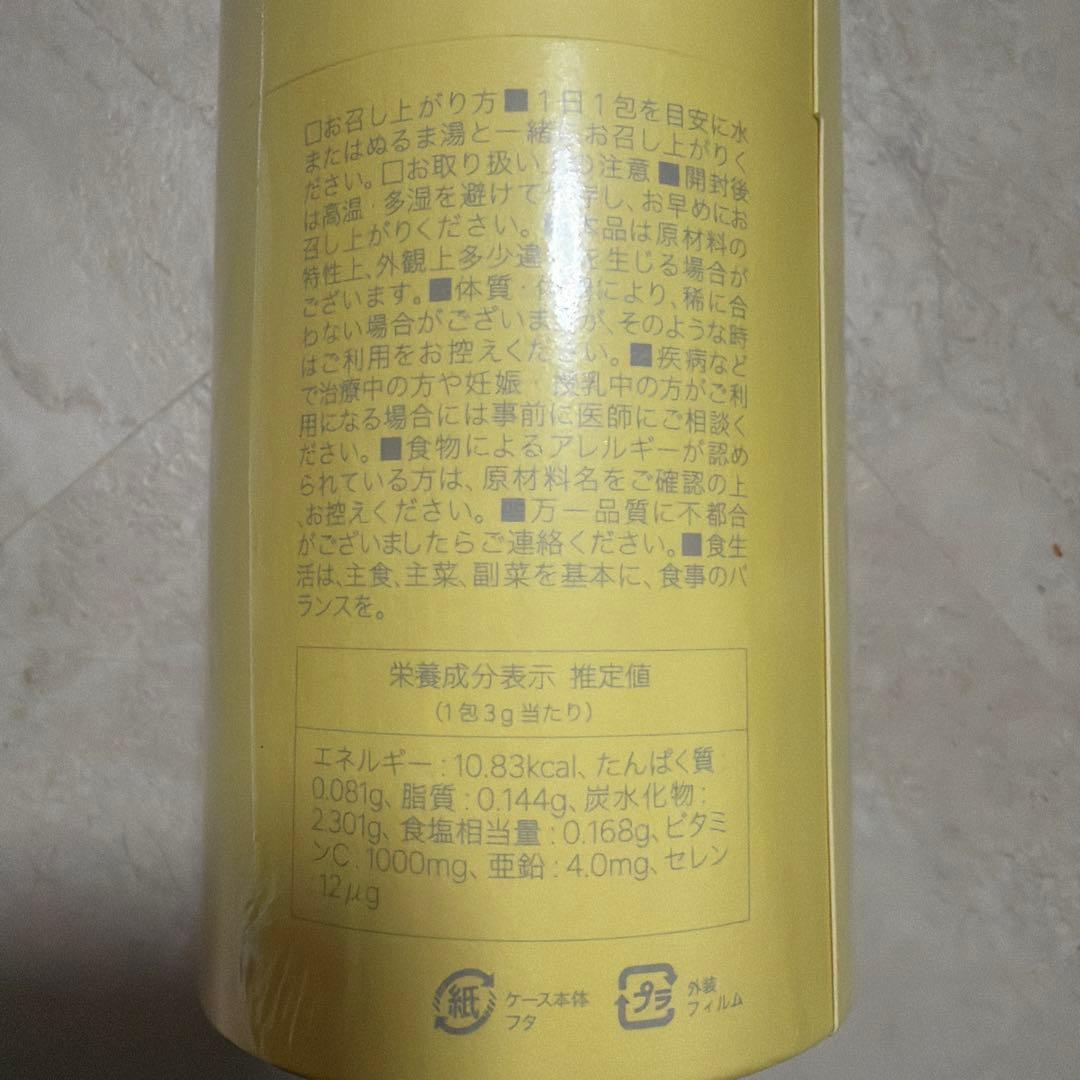 □お召し上がり方■1日1包を目安に水
またはぬるま湯と一緒 お召し上がりく
ださい。□お取り扱い 注意■開封後
は高温・多湿を避けて し、お早めにお
召し上がりください。 品は原材料の
特性上、外観上多少違 を生じる場合が
ございます。■体質・ により、稀に合
わない場合がございま が、そのような時
はご利用をお控えください。■疾病など
で治療中の方や妊娠・授乳中の方がご利
用になる場合には事前に医師にご相談く
ださい。■食物によるアレルギーが認め
られている方は、原材料名をご確認の上
、お控えください。■万一品質に不都合
がございましたらご連絡ください。■食生
活は、主食、主菜、副菜を基本に、食事のバ
ランスを。
栄養成分表示 推定値
(1包3g当たり)
エネルギー:10.83kcal、たんぱく質
0.081g、脂質:0.144g、炭水化物:
2.301g、食塩相当量:0.168g、ビタミ
ンC:1000mg、亜鉛:4.0mg、セレン
12μg
紙 ケース本体
フタ
プラ 外装
フィルム